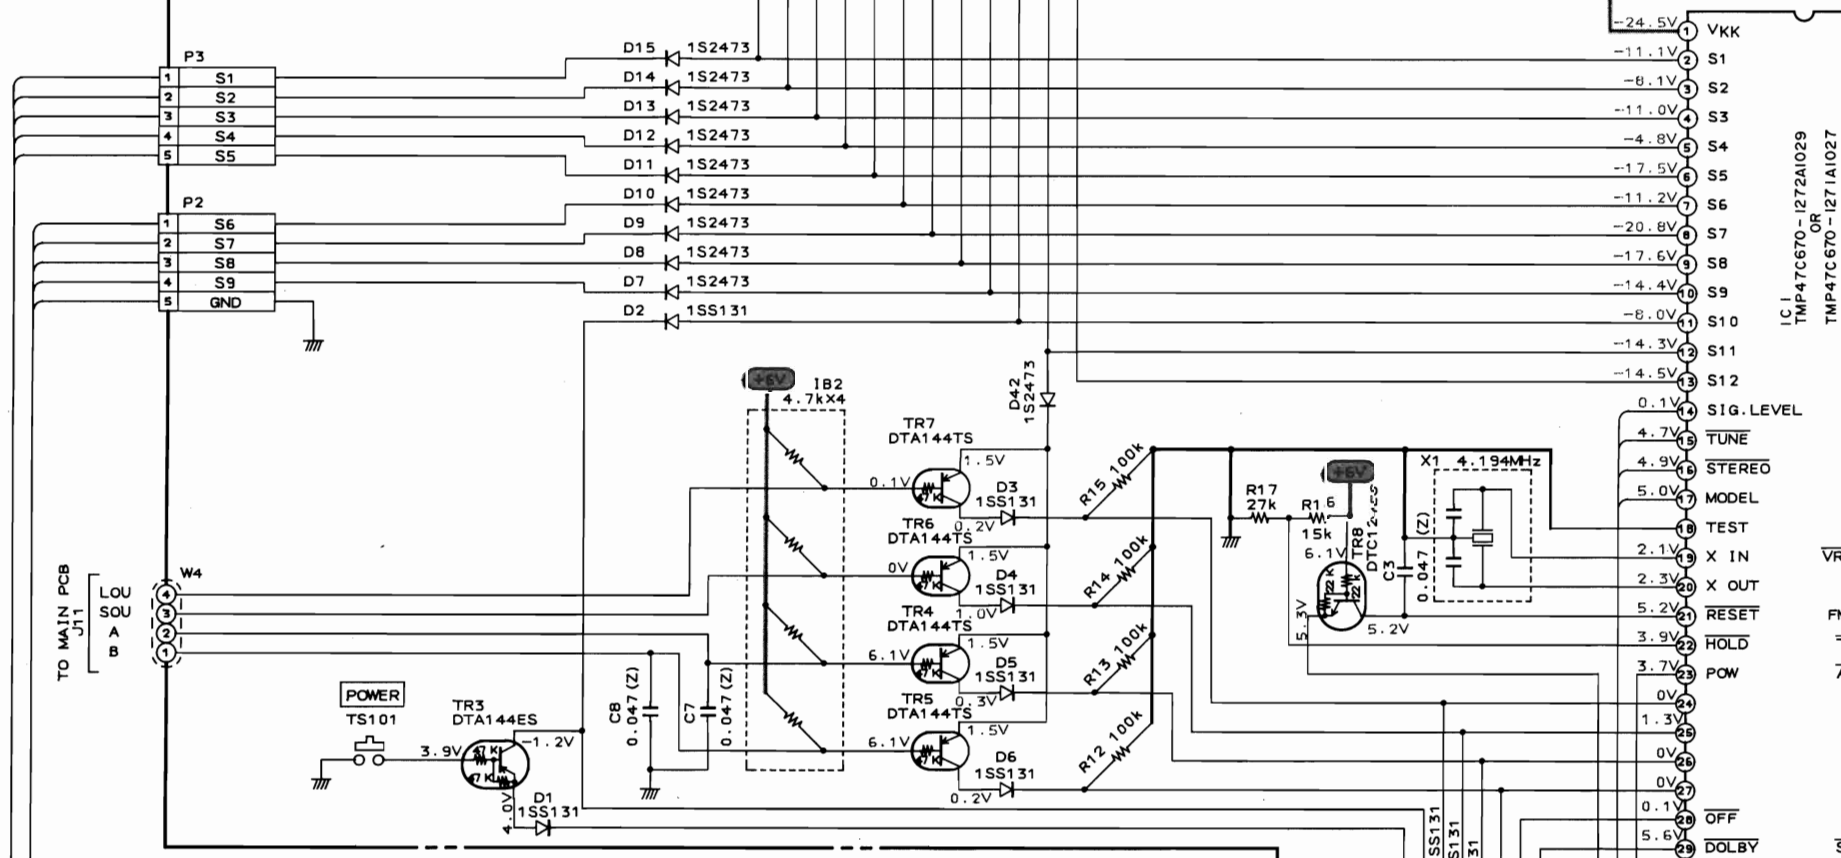 P3
1 S1
2 S2
3 S3
4 S4
5 S5
P2
1 S6
2 S7
3 S8
4 S9
5 GND
D15 1S2473
D14 1S2473
D13 1S2473
D12 1S2473
D11 1S2473
D10 1S2473
D9 1S2473
D8 1S2473
D7 1S2473
D2 1SS131
-24.5V 1 VKK
-11.1V 2 S1
-8.1V 3 S2
-11.0V 4 S3
-4.8V 5 S4
-17.5V 6 S5
-11.2V 7 S6
-20.8V 8 S7
-17.6V 9 S8
-14.4V 10 S9
-8.0V 11 S10
-14.3V 12 S11
-14.5V 13 S12
0.1V 14 SIG.LEVEL
4.7V 15 TUNE
4.9V 16 STEREO
5.0V 17 MODEL
18 TEST
2.1V 19 X IN
2.3V 20 X OUT
5.2V 21 RESET
3.9V 22 HOLD
3.7V 23 POW
0V 24
1.3V 25
0V 26
0V 27
0.1V 28 OFF
5.6V 29 DOLBY
IC1
TMP47C670-1272A1029
OR
TMP47C670-1271A1027
+6V
IB2
4.7kX4
D42
1S2473
TR7
DTA144TS
1.5V
0.1V
47K
0.2V
D3
1SS131
TR6
DTA144TS
1.5V
0V
47K
1.0V
D4
1SS131
TR4
DTA144TS
1.5V
6.1V
47K
0.3V
D5
1SS131
TR5
DTA144TS
1.5V
6.1V
47K
0.2V
D6
1SS131
R15 100k
R14 100k
R13 100k
R12 100k
R17
27k
+6V
15k
6.1V
TR8
22K
22K
5.3V
5.2V
C3
0.047 (Z)
X1 4.194MHz
TO MAIN PCB
J11
W4
LOU 4
SOU 3
A 2
B 1
POWER
TS101
TR3
DTA144ES
3.9V
47K
47K
-1.2V
4.0V
D1
1SS131
C8
0.047 (Z)
C7
0.047 (Z)